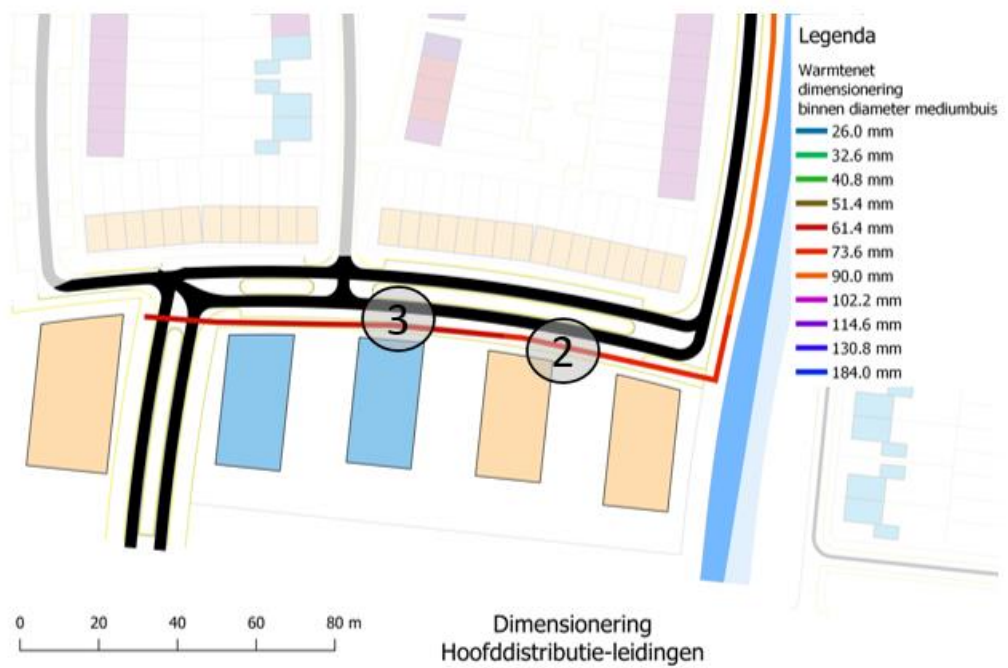 Legenda
Warmtenet
dimensionering
binnen diameter mediumbuis
26.0 mm
32.6 mm
40.8 mm
51.4 mm
61.4 mm
73.6 mm
90.0 mm
102.2 mm
114.6 mm
130.8 mm
184.0 mm
3
2
0 20 40 60 80 m
Dimensionering
Hoofddistributie-leidingen